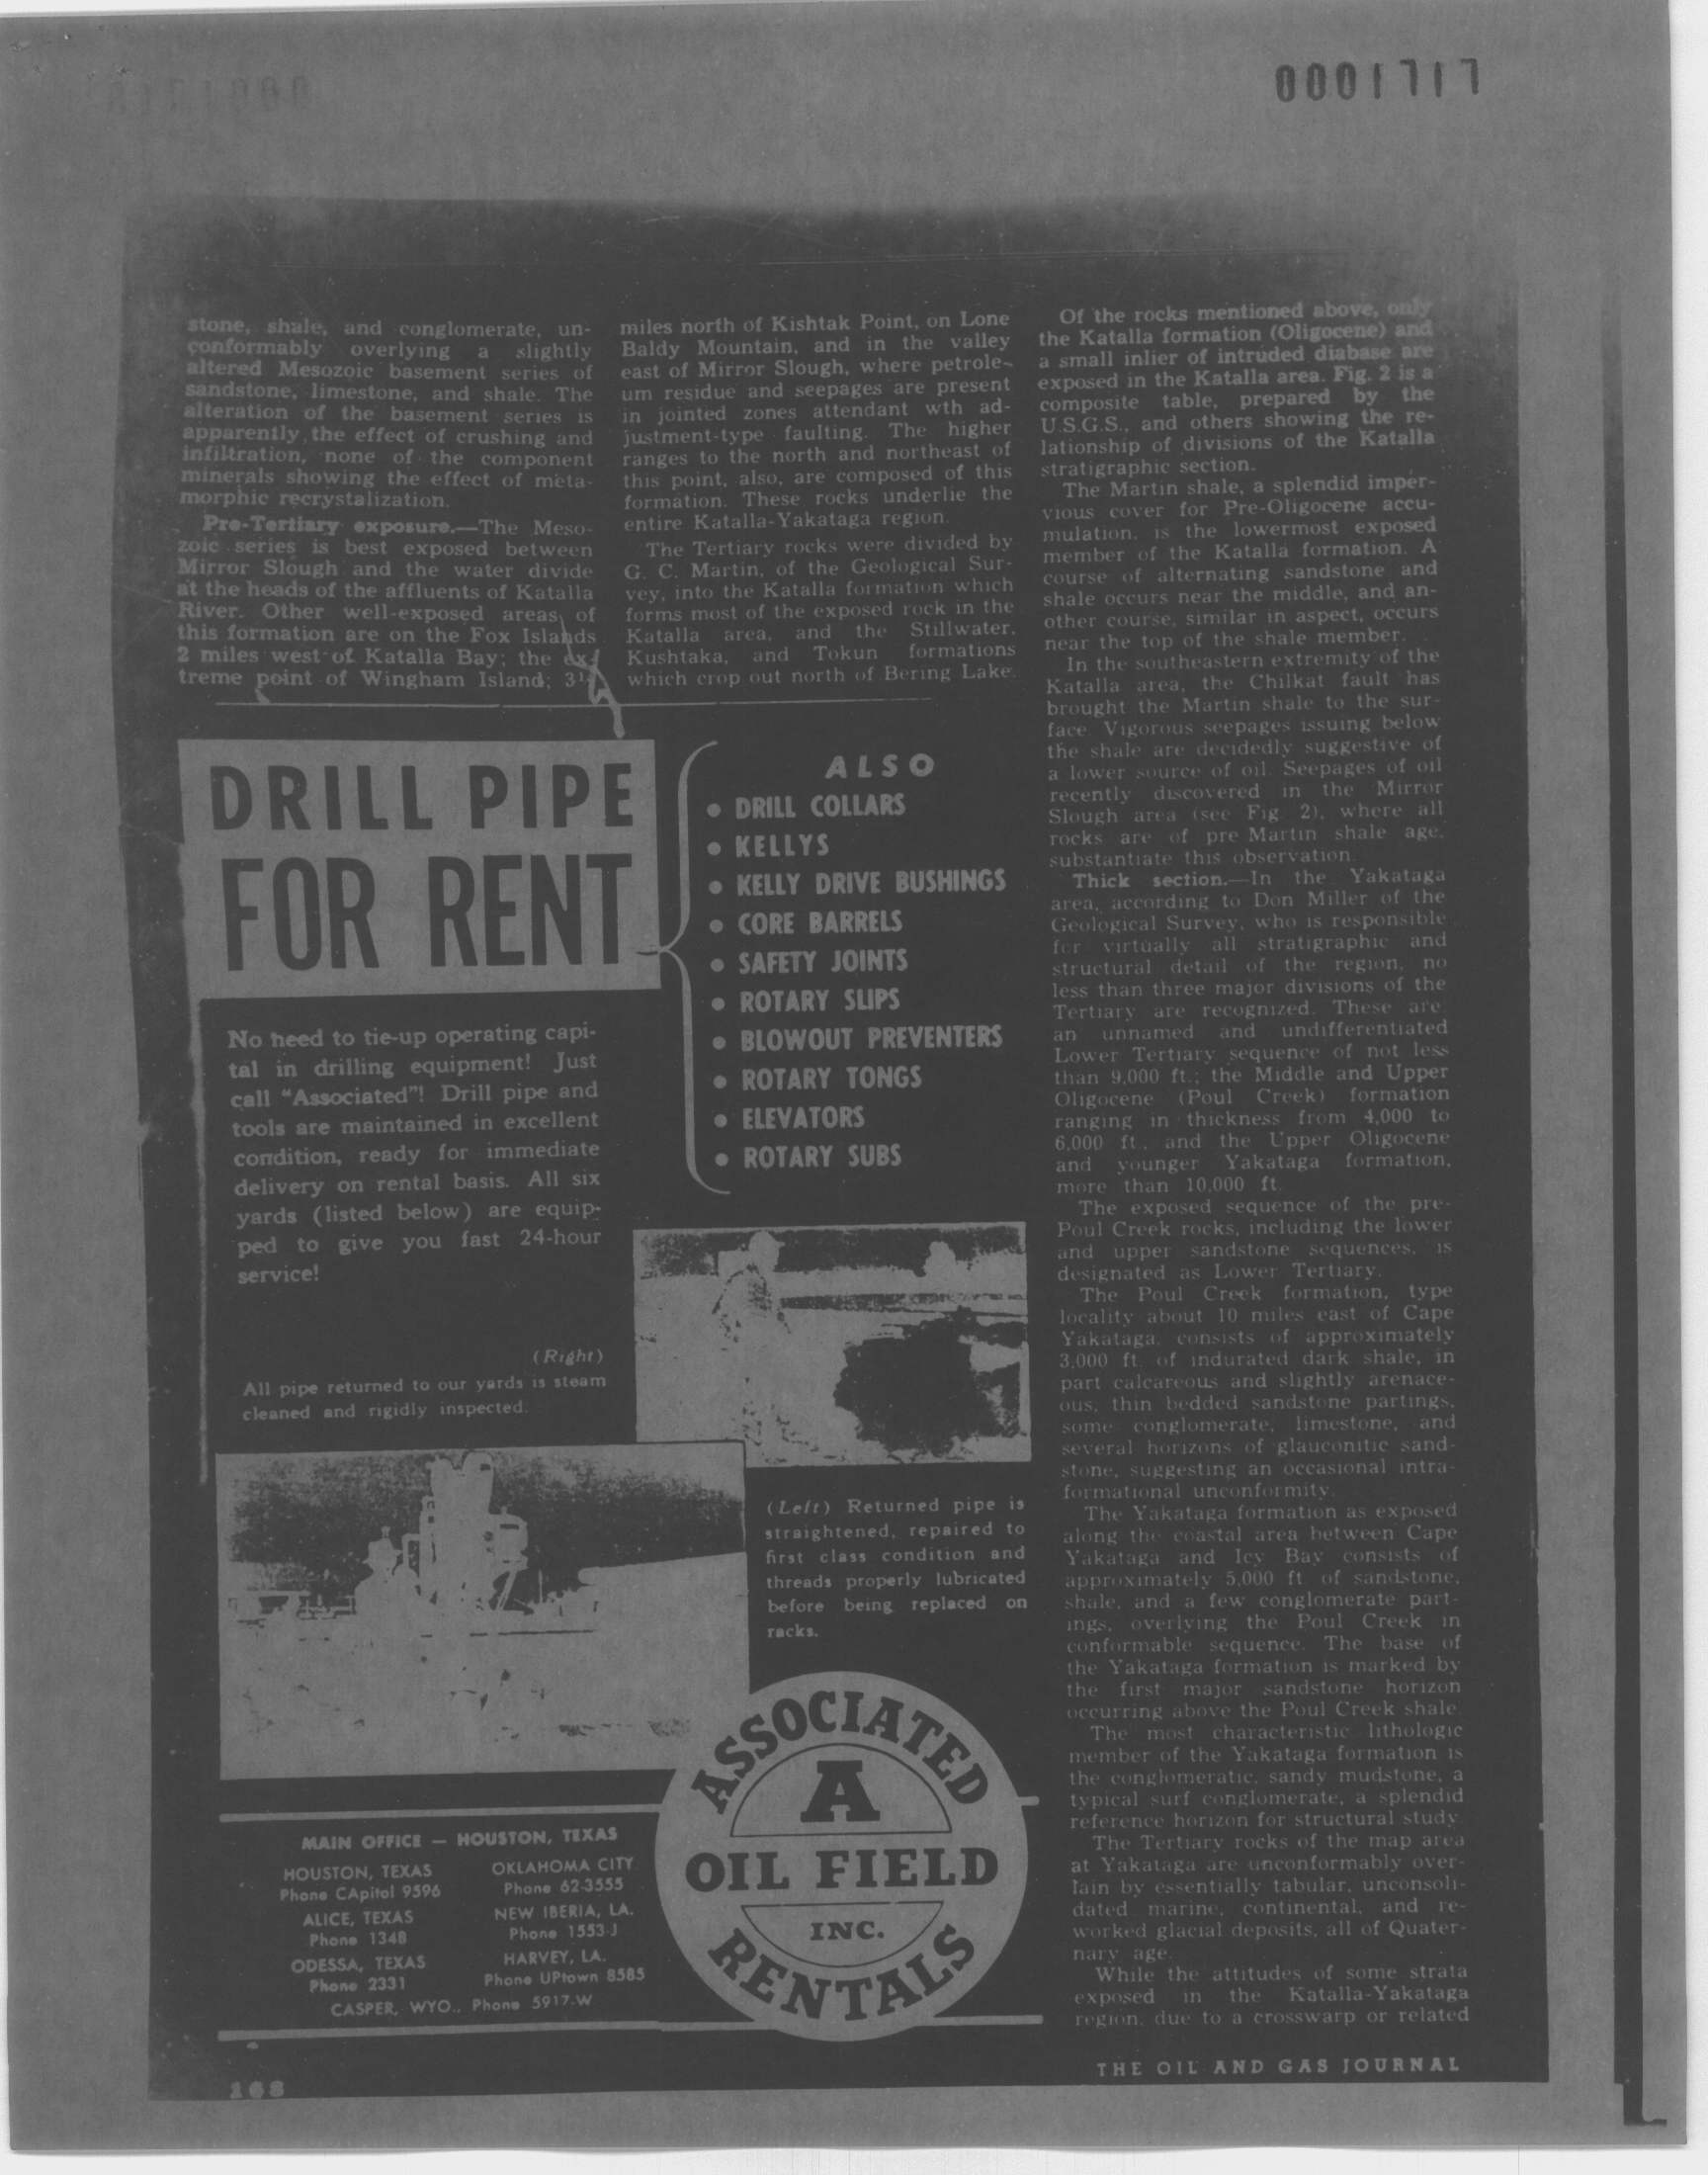 0001717
stone, shale, and conglomerate, un-
conformably overlying a slightly
altered Mesozoic basement series of
sandstone, limestone, and shale. The
alteration of the basement series is
apparently the effect of crushing and
infiltration, none of the component
minerals showing the effect of meta-
morphic recrystalization.
Pre-Tertiary exposure.—The Meso-
zoic series is best exposed between
Mirror Slough and the water divide
at the heads of the affluents of Katalla
River. Other well-exposed areas of
this formation are on the Fox Islands
2 miles west of Katalla Bay; the ex-
treme point of Wingham Island;
miles north of Kishtak Point, on Lone
Baldy Mountain, and in the valley
east of Mirror Slough, where petrole-
um residue and seepages are present
in jointed zones attendant wth ad-
justment-type faulting. The higher
ranges to the north and northeast of
this point, also, are composed of this
formation. These rocks underlie the
entire Katalla-Yakataga region.
The Tertiary rocks were divided by
G. C. Martin, of the Geological Sur-
vey, into the Katalla formation which
forms most of the exposed rock in the
Katalla area, and the Stillwater,
Kushtaka, and Tokun formations
which crop out north of Bering Lake.
Of the rocks mentioned above, only
the Katalla formation (Oligocene) and
a small inlier of intruded diabase are
exposed in the Katalla area. Fig. 2 is a
composite table, prepared by the
U.S.G.S., and others showing the re-
lationship of divisions of the Katalla
stratigraphic section.
The Martin shale, a splendid imper-
vious cover for Pre-Oligocene accu-
mulation, is the lowermost exposed
member of the Katalla formation. A
course of alternating sandstone and
shale occurs near the middle, and an-
other course, similar in aspect, occurs
near the top of the shale member.
In the southeastern extremity of the
Katalla area, the Chilkat fault has
brought the Martin shale to the sur-
face. Vigorous seepages issuing below
the shale are decidedly suggestive of
a lower source of oil. Seepages of oil
recently discovered in the Mirror
Slough area (see Fig 2), where all
rocks are of pre Martin shale age,
substantiate this observation.
Thick section.—In the Yakataga
area, according to Don Miller of the
Geological Survey, who is responsible
for virtually all stratigraphic and
structural detail of the region, no
less than three major divisions of the
Tertiary are recognized. These are
an unnamed and undifferentiated
Lower Tertiary sequence of not less
than 9,000 ft.; the Middle and Upper
Oligocene (Poul Creek) formation
ranging in thickness from 4,000 to
6,000 ft., and the Upper Oligocene
and younger Yakataga formation,
more than 10,000 ft.
The exposed sequence of the pre-
Poul Creek rocks, including the lower
and upper sandstone sequences, is
designated as Lower Tertiary.
The Poul Creek formation, type
locality about 10 miles east of Cape
Yakataga, consists of approximately
3,000 ft. of indurated dark shale, in
part calcareous and slightly arenace-
ous, thin bedded sandstone partings,
some conglomerate, limestone, and
several horizons of glauconitic sand-
stone, suggesting an occasional intra-
formational unconformity.
The Yakataga formation as exposed
along the coastal area between Cape
Yakataga and Icy Bay consists of
approximately 5,000 ft of sandstone,
shale, and a few conglomerate part-
ings, overlying the Poul Creek in
conformable sequence. The base of
the Yakataga formation is marked by
the first major sandstone horizon
occurring above the Poul Creek shale.
The most characteristic lithologic
member of the Yakataga formation is
the conglomeratic, sandy mudstone, a
typical surf conglomerate, a splendid
reference horizon for structural study.
The Tertiary rocks of the map area
at Yakataga are unconformably over-
lain by essentially tabular, unconsoli-
dated marine, continental, and re-
worked glacial deposits, all of Quater-
nary age.
While the attitudes of some strata
exposed in the Katalla-Yakataga
region, due to a crosswarp or related
DRILL PIPE
FOR RENT
ALSO
• DRILL COLLARS
• KELLYS
• KELLY DRIVE BUSHINGS
• CORE BARRELS
• SAFETY JOINTS
• ROTARY SLIPS
• BLOWOUT PREVENTERS
• ROTARY TONGS
• ELEVATORS
• ROTARY SUBS
No need to tie-up operating capi-
tal in drilling equipment! Just
call "Associated"! Drill pipe and
tools are maintained in excellent
condition, ready for immediate
delivery on rental basis. All six
yards (listed below) are equip-
ped to give you fast 24-hour
service!
(Right)
All pipe returned to our yards is steam
cleaned and rigidly inspected.
(Left) Returned pipe is
straightened, repaired to
first class condition and
threads properly lubricated
before being replaced on
racks.
ASSOCIATED
A
OIL FIELD
INC.
RENTALS
MAIN OFFICE — HOUSTON, TEXAS
HOUSTON, TEXAS
Phone CApitol 9596
ALICE, TEXAS
Phone 1348
ODESSA, TEXAS
Phone 2331
OKLAHOMA CITY
Phone 62-3555
NEW IBERIA, LA.
Phone 1553-J
HARVEY, LA.
Phone UPtown 8585
CASPER, WYO., Phone 5917-W
168
THE OIL AND GAS JOURNAL